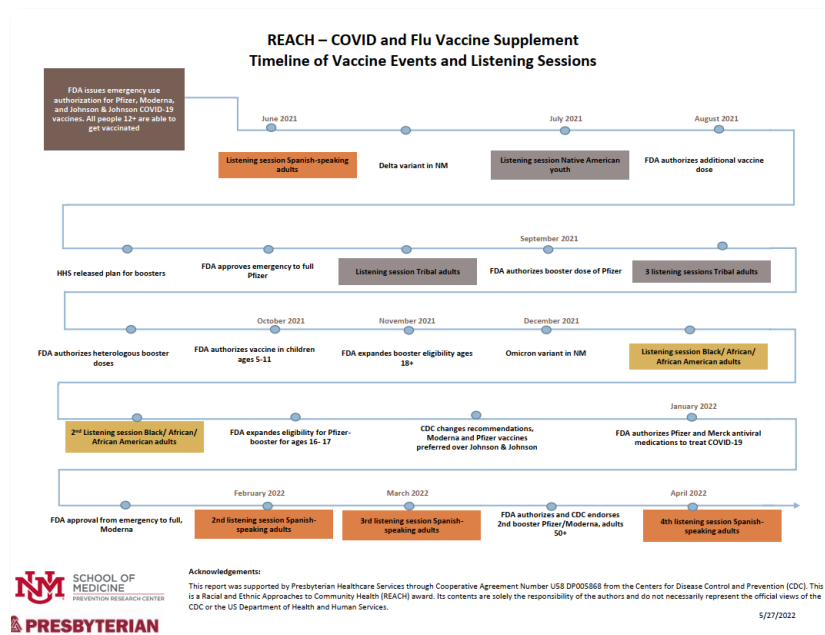 REACH – COVID and Flu Vaccine Supplement
Timeline of Vaccine Events and Listening Sessions
FDA issues emergency use
authorization for Pfizer, Moderna,
and Johnson & Johnson COVID-19
vaccines. All people 12+ are able to
get vaccinated
June 2021
July 2021
August 2021
Listening session Spanish-speaking
adults
Delta variant in NM
Listening session Native American
youth
FDA authorizes additional vaccine
dose
September 2021
HHS released plan for boosters
FDA approves emergency to full
Pfizer
Listening session Tribal adults
FDA authorizes booster dose of Pfizer
3 listening sessions Tribal adults
October 2021
November 2021
December 2021
FDA authorizes heterologous booster
doses
FDA authorizes vaccine in children
ages 5-11
FDA expandes booster eligibility ages
18+
Omicron variant in NM
Listening session Black/ African/
African American adults
January 2022
2nd Listening session Black/ African/
African American adults
FDA expandes eligibility for Pfizer-
booster for ages 16- 17
CDC changes recommendations,
Moderna and Pfizer vaccines
preferred over Johnson & Johnson
FDA authorizes Pfizer and Merck antiviral
medications to treat COVID-19
February 2022
March 2022
April 2022
FDA approval from emergency to full,
Moderna
2nd listening session Spanish-
speaking adults
3rd listening session Spanish-
speaking adults
FDA authorizes and CDC endorses
2nd booster Pfizer/Moderna, adults
50+
4th listening session Spanish-
speaking adults
NM
SCHOOL OF
MEDICINE
PREVENTION RESEARCH CENTER
PRESBYTERIAN
Acknowledgements:
This report was supported by Presbyterian Healthcare Services through Cooperative Agreement Number U58 DP005868 from the Centers for Disease Control and Prevention (CDC). This
is a Racial and Ethnic Approaches to Community Health (REACH) award. Its contents are solely the responsibility of the authors and do not necessarily represent the official views of the
CDC or the US Department of Health and Human Services.
5/27/2022